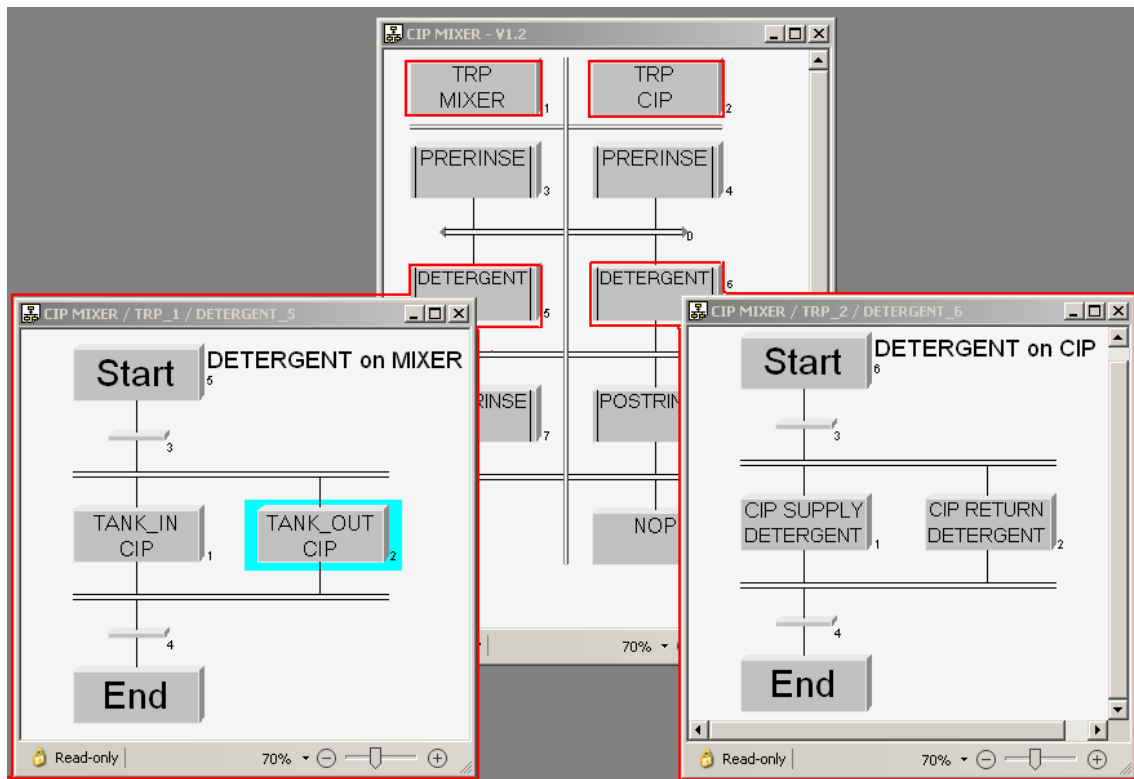 CIP MIXER - V1.2
TRP
MIXER
1
TRP
CIP
2
PRERINSE
3
PRERINSE
4
0
DETERGENT
5
DETERGENT
6
RINSE
7
POSTRIN
NOP
70%
CIP MIXER / TRP_1 / DETERGENT_5
Start
5
DETERGENT on MIXER
3
TANK_IN
CIP
1
TANK_OUT
CIP
2
4
End
Read-only
70%
CIP MIXER / TRP_2 / DETERGENT_6
Start
6
DETERGENT on CIP
3
CIP SUPPLY
DETERGENT
1
CIP RETURN
DETERGENT
2
4
End
Read-only
70%